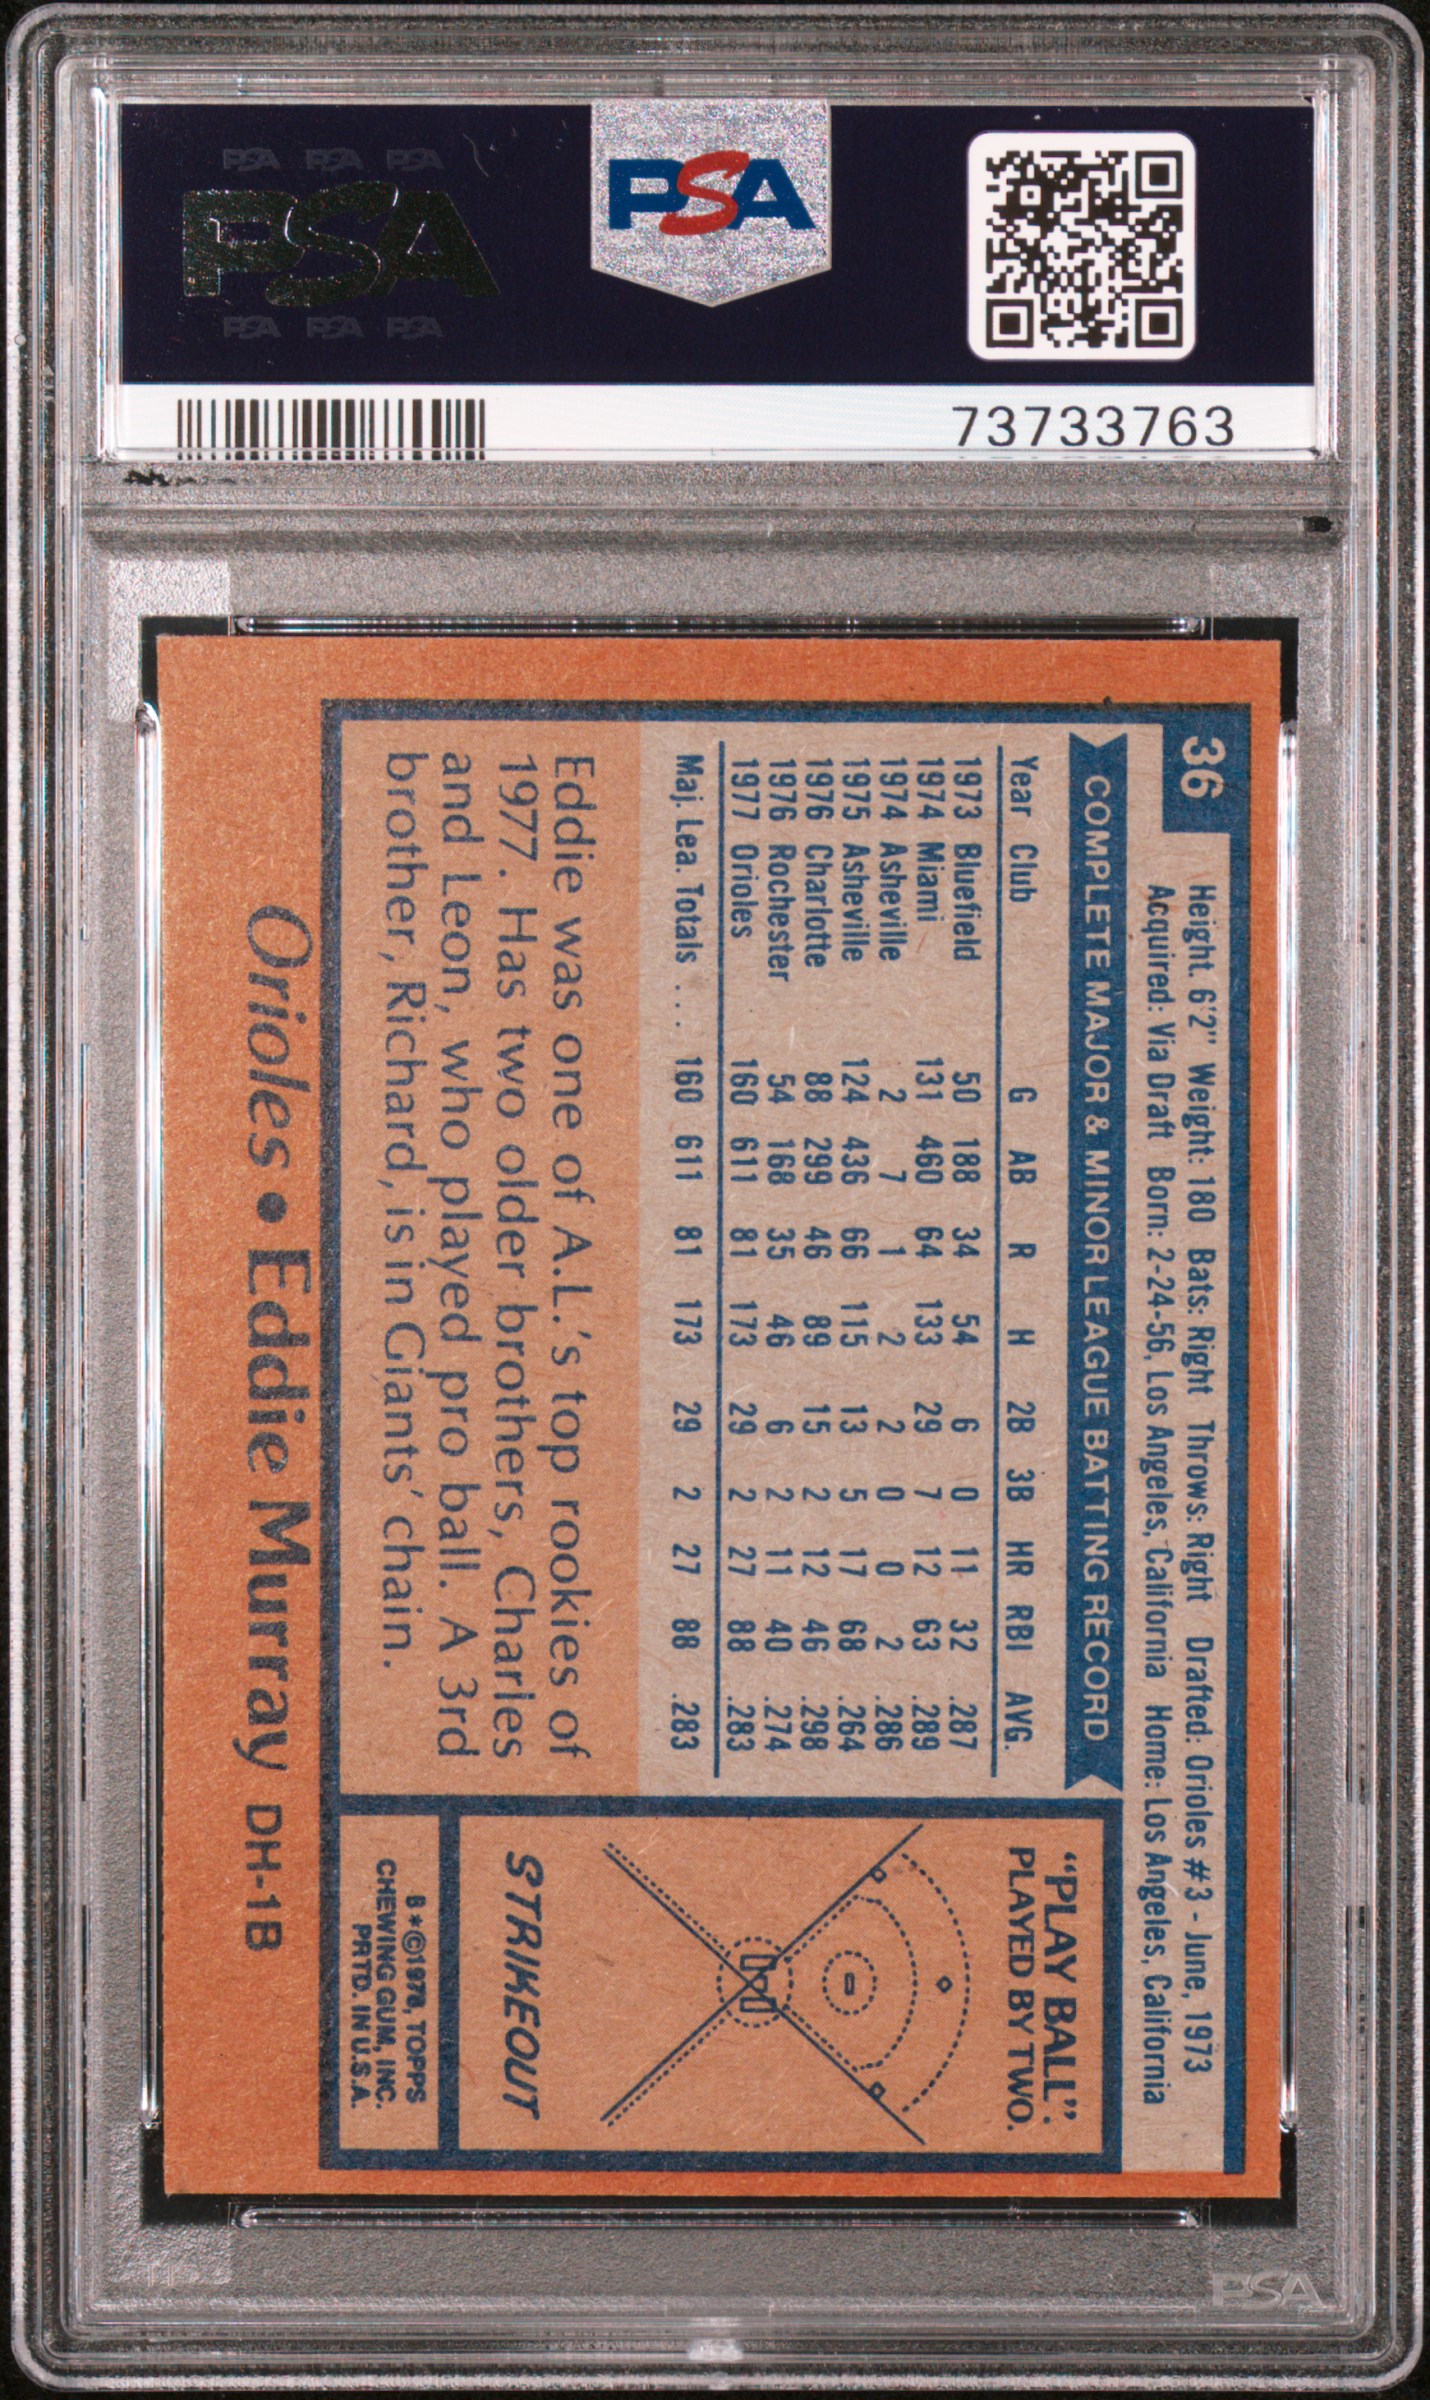 PSA PSA PSA
PSA
PSA PSA PSA
PSA
73733763
36
Height. 6'2" Weight: 180 Bats: Right Throws: Right Drafted: Orioles #3 - June, 1973
Acquired: Via Draft Born: 2-24-56, Los Angeles, California Home: Los Angeles, California
COMPLETE MAJOR & MINOR LEAGUE BATTING RECORD
Year Club G AB R H 2B 3B HR RBI AVG.
1973 Bluefield 50 188 34 54 6 0 11 32 .287
1974 Miami 131 460 64 133 29 7 12 63 .289
1974 Asheville 2 7 1 2 2 0 0 2 .286
1975 Asheville 124 436 66 115 13 5 17 68 .264
1976 Charlotte 88 299 46 89 15 2 12 46 .298
1976 Rochester 54 168 35 46 6 2 11 40 .274
1977 Orioles 160 611 81 173 29 2 27 88 .283
Maj. Lea. Totals . . . 160 611 81 173 29 2 27 88 .283
Eddie was one of A.L.'s top rookies of
1977. Has two older brothers, Charles
and Leon, who played pro ball. A 3rd
brother, Richard, is in Giants' chain.
"PLAY BALL":
PLAYED BY TWO.
STRIKEOUT
B*©1978, TOPPS
CHEWING GUM, INC.
PRTD. IN U.S.A.
Orioles • Eddie Murray DH-1B
PSA